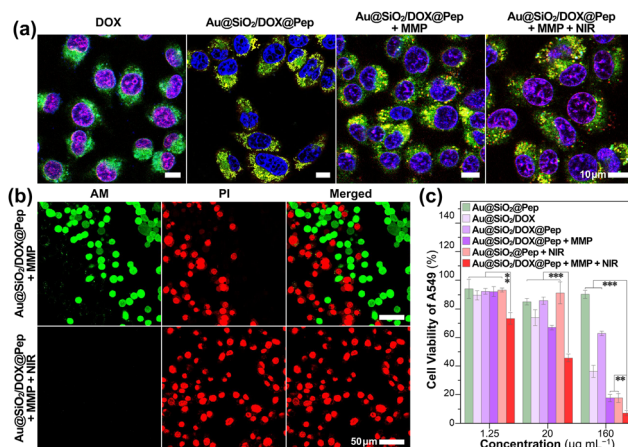 (a)
DOX
Au@SiO₂/DOX@Pep
Au@SiO₂/DOX@Pep
+ MMP
Au@SiO₂/DOX@Pep
+ MMP + NIR
10μm
(b)
AM
PI
Merged
Au@SiO₂/DOX@Pep
+ MMP
Au@SiO₂/DOX@Pep
+ MMP + NIR
50μm
(c)
Au@SiO₂@Pep
Au@SiO₂/DOX
Au@SiO₂/DOX@Pep
Au@SiO₂/DOX@Pep + MMP
Au@SiO₂@Pep + NIR
Au@SiO₂/DOX@Pep + MMP + NIR
Cell Viability of A549 (%)
140
120
100
80
60
40
20
0
**
***
***
**
1.25
20
160
Concentration (μg mL⁻¹)